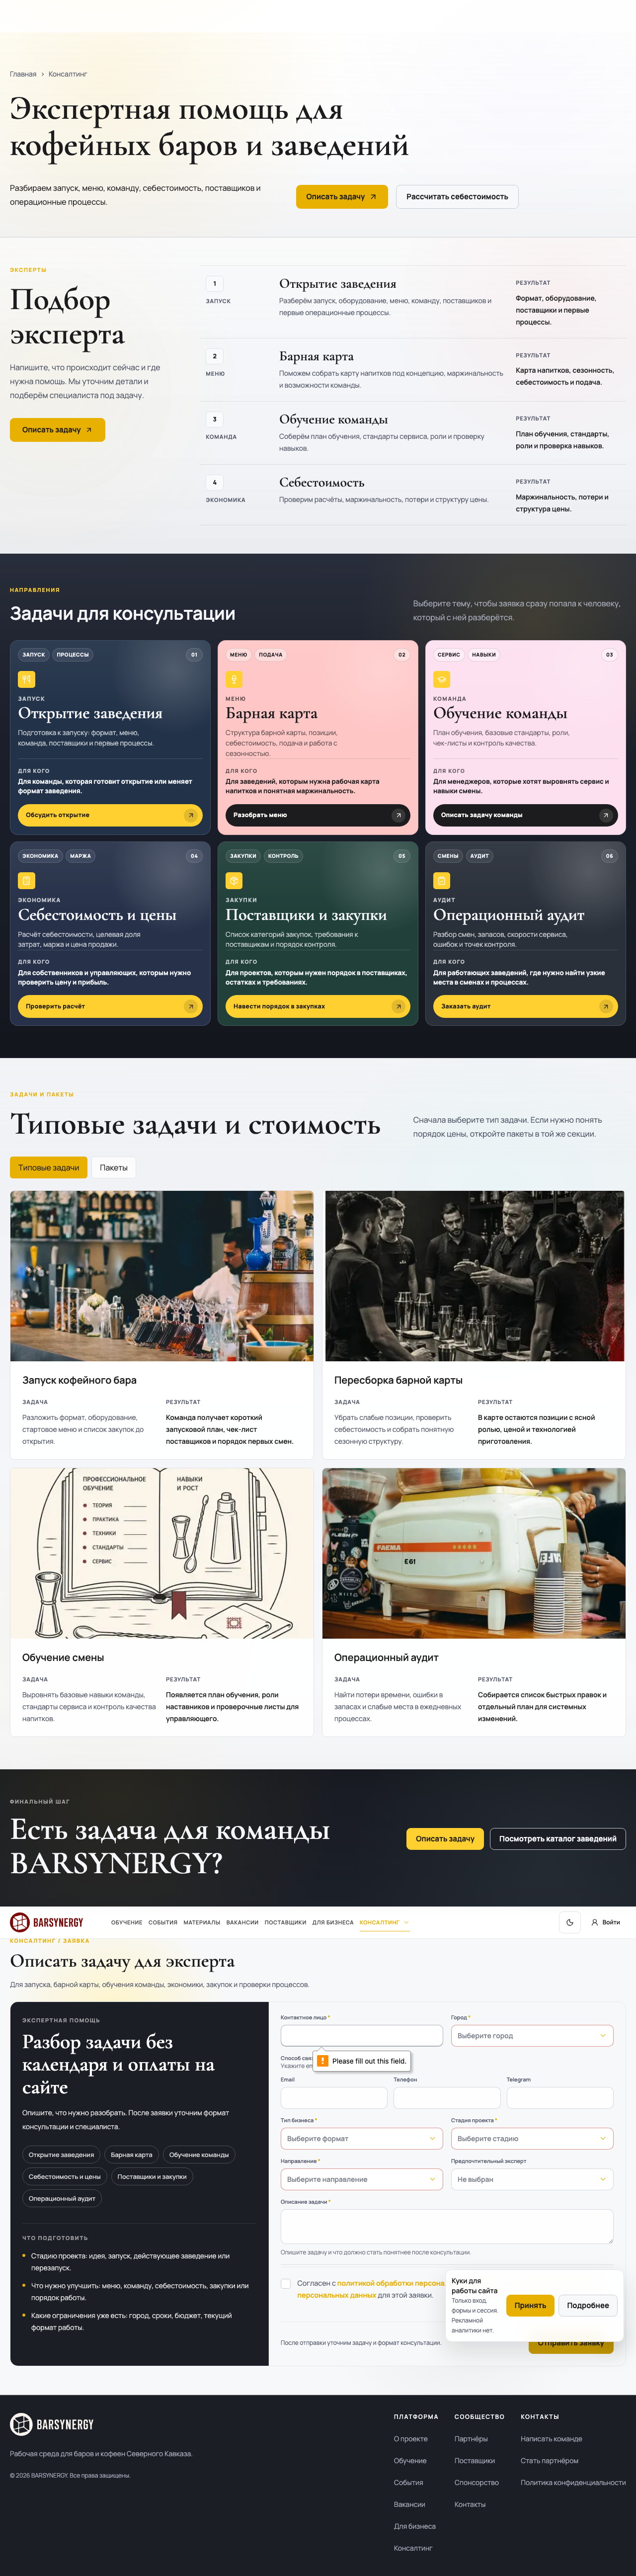 Главная › Консалтинг
Экспертная помощь для
кофейных баров и заведений
Разбираем запуск, меню, команду, себестоимость, поставщиков и
операционные процессы.
Описать задачу
Рассчитать себестоимость
ЭКСПЕРТЫ
Подбор
эксперта
Напишите, что происходит сейчас и где
нужна помощь. Мы уточним детали и
подберём специалиста под задачу.
Описать задачу
1
ЗАПУСК
Открытие заведения
Разберём запуск, оборудование, меню, команду, поставщиков и
первые операционные процессы.
РЕЗУЛЬТАТ
Формат, оборудование,
поставщики и первые
процессы.
2
МЕНЮ
Барная карта
Поможем собрать карту напитков под концепцию, маржинальность
и возможности команды.
РЕЗУЛЬТАТ
Карта напитков, сезонность,
себестоимость и подача.
3
КОМАНДА
Обучение команды
Соберём план обучения, стандарты сервиса, роли и проверку
навыков.
РЕЗУЛЬТАТ
План обучения, стандарты,
роли и проверка навыков.
4
ЭКОНОМИКА
Себестоимость
Проверим расчёты, маржинальность, потери и структуру цены.
РЕЗУЛЬТАТ
Маржинальность, потери и
структура цены.
НАПРАВЛЕНИЯ
Задачи для консультации
Выберите тему, чтобы заявка сразу попала к человеку,
который с ней разберётся.
ЗАПУСК ПРОЦЕССЫ 01
ЗАПУСК
Открытие заведения
Подготовка к запуску: формат, меню,
команда, поставщики и первые процессы.
ДЛЯ КОГО
Для команды, которая готовит открытие или меняет
формат заведения.
Обсудить открытие
МЕНЮ ПОДАЧА 02
МЕНЮ
Барная карта
Структура барной карты, позиции,
себестоимость, подача и работа с
сезонностью.
ДЛЯ КОГО
Для заведений, которым нужна рабочая карта
напитков и понятная маржинальность.
Разобрать меню
СЕРВИС НАВЫКИ 03
КОМАНДА
Обучение команды
План обучения, базовые стандарты, роли,
чек-листы и контроль качества.
ДЛЯ КОГО
Для менеджеров, которые хотят выровнять сервис и
навыки смены.
Описать задачу команды
ЭКОНОМИКА МАРЖА 04
ЭКОНОМИКА
Себестоимость и цены
Расчёт себестоимости, целевая доля
затрат, маржа и цена продажи.
ДЛЯ КОГО
Для собственников и управляющих, которым нужно
проверить цену и прибыль.
Проверить расчёт
ЗАКУПКИ КОНТРОЛЬ 05
ЗАКУПКИ
Поставщики и закупки
Список категорий закупок, требования к
поставщикам и порядок контроля.
ДЛЯ КОГО
Для проектов, которым нужен порядок в поставщиках,
остатках и требованиях.
Навести порядок в закупках
СМЕНЫ АУДИТ 06
АУДИТ
Операционный аудит
Разбор смен, запасов, скорости сервиса,
ошибок и точек контроля.
ДЛЯ КОГО
Для работающих заведений, где нужно найти узкие
места в сменах и процессах.
Заказать аудит
ЗАДАЧИ И ПАКЕТЫ
Типовые задачи и стоимость
Сначала выберите тип задачи. Если нужно понять
порядок цены, откройте пакеты в той же секции.
Типовые задачи
Пакеты
Запуск кофейного бара
ЗАДАЧА
Разложить формат, оборудование,
стартовое меню и список закупок до
открытия.
РЕЗУЛЬТАТ
Команда получает короткий
запусковой план, чек-лист
поставщиков и порядок первых смен.
Пересборка барной карты
ЗАДАЧА
Убрать слабые позиции, проверить
себестоимость и собрать понятную
сезонную структуру.
РЕЗУЛЬТАТ
В карте остаются позиции с ясной
ролью, ценой и технологией
приготовления.
ПРОФЕССИОНАЛЬНОЕ
ОБУЧЕНИЕ
ТЕОРИЯ
ПРАКТИКА
ТЕХНИКИ
СТАНДАРТЫ
СЕРВИС
НАВЫКИ
И РОСТ
FAEMA
E61
Обучение смены
ЗАДАЧА
Выровнять базовые навыки команды,
стандарты сервиса и контроль качества
напитков.
РЕЗУЛЬТАТ
Появляется план обучения, роли
наставников и проверочные листы для
управляющего.
Операционный аудит
ЗАДАЧА
Найти потери времени, ошибки в
запасах и слабые места в ежедневных
процессах.
РЕЗУЛЬТАТ
Собирается список быстрых правок и
отдельный план для системных
изменений.
ФИНАЛЬНЫЙ ШАГ
Есть задача для команды
BARSYNERGY?
Описать задачу
Посмотреть каталог заведений
BARSYNERGY
ОБУЧЕНИЕ СОБЫТИЯ МАТЕРИАЛЫ ВАКАНСИИ ПОСТАВЩИКИ ДЛЯ БИЗНЕСА КОНСАЛТИНГ
Войти
КОНСАЛТИНГ / ЗАЯВКА
Описать задачу для эксперта
Для запуска, барной карты, обучения команды, экономики, закупок и проверки процессов.
ЭКСПЕРТНАЯ ПОМОЩЬ
Разбор задачи без
календаря и оплаты на
сайте
Опишите, что нужно разобрать. После заявки уточним формат
консультации и специалиста.
Открытие заведения
Барная карта
Обучение команды
Себестоимость и цены
Поставщики и закупки
Операционный аудит
ЧТО ПОДГОТОВИТЬ
Стадию проекта: идея, запуск, действующее заведение или
перезапуск.
Что нужно улучшить: меню, команду, себестоимость, закупки или
порядок работы.
Какие ограничения уже есть: город, сроки, бюджет, текущий
формат работы.
Контактное лицо *
Город *
Выберите город
Please fill out this field.
Способ свя
Укажите em
Email
Телефон
Telegram
Тип бизнеса *
Выберите формат
Стадия проекта *
Выберите стадию
Направление *
Выберите направление
Предпочтительный эксперт
Не выбран
Описание задачи *
Опишите задачу и что должно стать понятнее после консультации.
Согласен с политикой обработки персона
персональных данных для этой заявки.
После отправки уточним задачу и формат консультации.
Отправить заявку
Куки для
работы сайта
Только вход,
формы и сессия.
Рекламной
аналитики нет.
Принять
Подробнее
BARSYNERGY
Рабочая среда для баров и кофеен Северного Кавказа.
© 2026 BARSYNERGY. Все права защищены.
ПЛАТФОРМА
О проекте
Обучение
События
Вакансии
Для бизнеса
Консалтинг
СООБЩЕСТВО
Партнёры
Поставщики
Спонсорство
Контакты
КОНТАКТЫ
Написать команде
Стать партнёром
Политика конфиденциальности